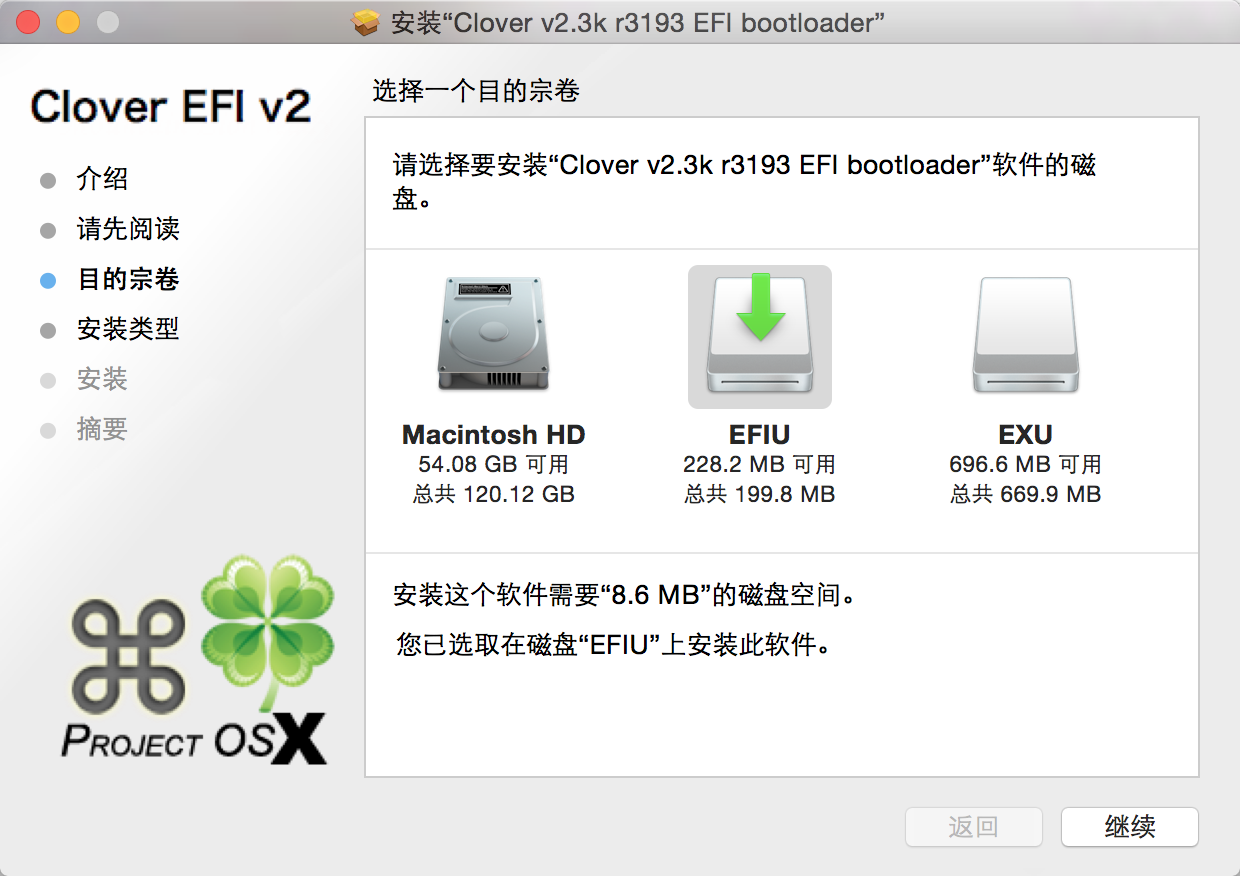 安装“Clover v2.3k r3193 EFI bootloader”
Clover EFI v2
介绍
请先阅读
目的宗卷
安装类型
安装
摘要
PROJECT OSX
选择一个目的宗卷
请选择要安装“Clover v2.3k r3193 EFI bootloader”软件的磁
盘。
Macintosh HD
54.08 GB 可用
总共 120.12 GB
EFIU
228.2 MB 可用
总共 199.8 MB
EXU
696.6 MB 可用
总共 669.9 MB
安装这个软件需要“8.6 MB”的磁盘空间。
您已选取在磁盘“EFIU”上安装此软件。
返回
继续